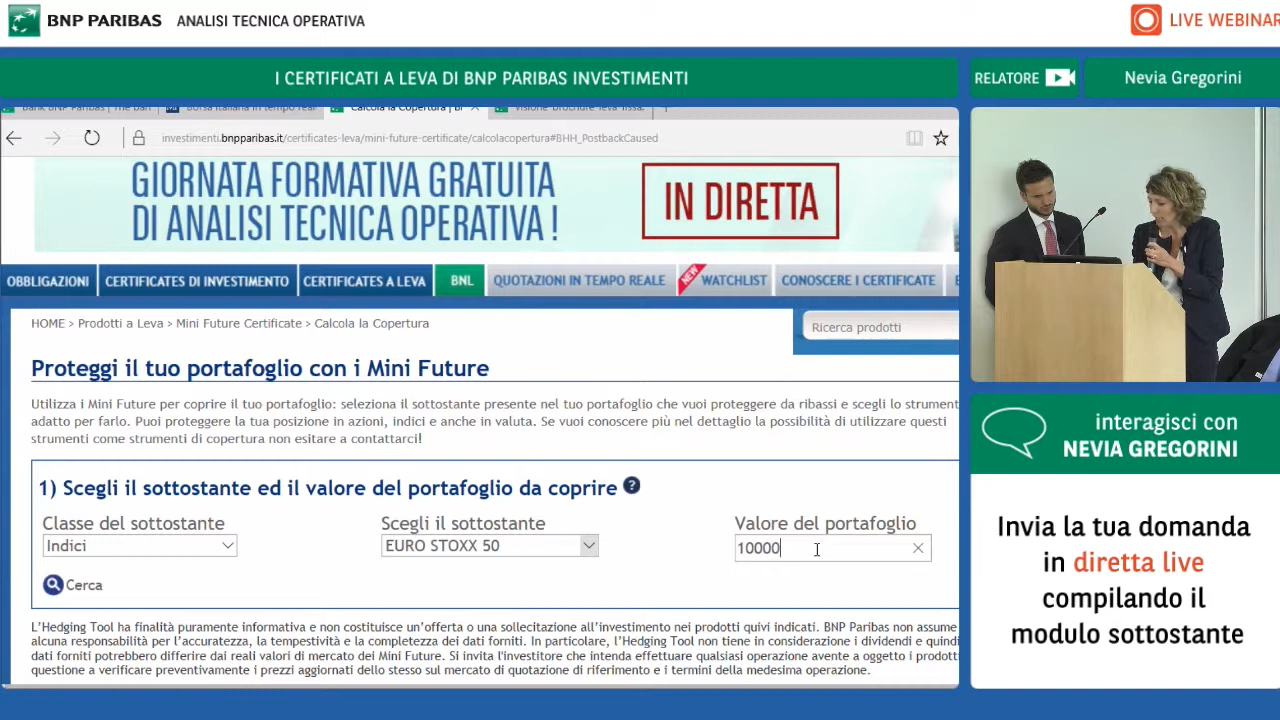 BNP PARIBAS ANALISI TECNICA OPERATIVA
LIVE WEBINAR
I CERTIFICATI A LEVA DI BNP PARIBAS INVESTIMENTI
RELATORE
Nevia Gregorini
investimenti.bnpparibas.it/certificates-leva/mini-future-certificate/calcolacopertura#BHH_PostbackCaused
GIORNATA FORMATIVA GRATUITA
DI ANALISI TECNICA OPERATIVA !
IN DIRETTA
OBBLIGAZIONI CERTIFICATES DI INVESTIMENTO CERTIFICATES A LEVA BNL QUOTAZIONI IN TEMPO REALE NEW WATCHLIST CONOSCERE I CERTIFICATE
HOME > Prodotti a Leva > Mini Future Certificate > Calcola la Copertura
Ricerca prodotti
Proteggi il tuo portafoglio con i Mini Future
Utilizza i Mini Future per coprire il tuo portafoglio: seleziona il sottostante presente nel tuo portafoglio che vuoi proteggere da ribassi e scegli lo strument
adatto per farlo. Puoi proteggere la tua posizione in azioni, indici e anche in valuta. Se vuoi conoscere più nel dettaglio la possibilità di utilizzare questi
strumenti come strumenti di copertura non esitare a contattarci!
1) Scegli il sottostante ed il valore del portafoglio da coprire ?
Classe del sottostante
Scegli il sottostante
Valore del portafoglio
Indici
EURO STOXX 50
10000
Cerca
L'Hedging Tool ha finalità puramente informativa e non costituisce un'offerta o una sollecitazione all'investimento nei prodotti quivi indicati. BNP Paribas non assume
alcuna responsabilità per l'accuratezza, la tempestività e la completezza dei dati forniti. In particolare, l'Hedging Tool non tiene in considerazione i dividendi e quindi
dati forniti potrebbero differire dai reali valori di mercato dei Mini Future. Si invita l'investitore che intenda effettuare qualsiasi operazione avente a oggetto i prodotti
questione a verificare preventivamente i prezzi aggiornati dello stesso sul mercato di quotazione di riferimento e i termini della medesima operazione.
interagisci con
NEVIA GREGORINI
Invia la tua domanda
in diretta live
compilando il
modulo sottostante